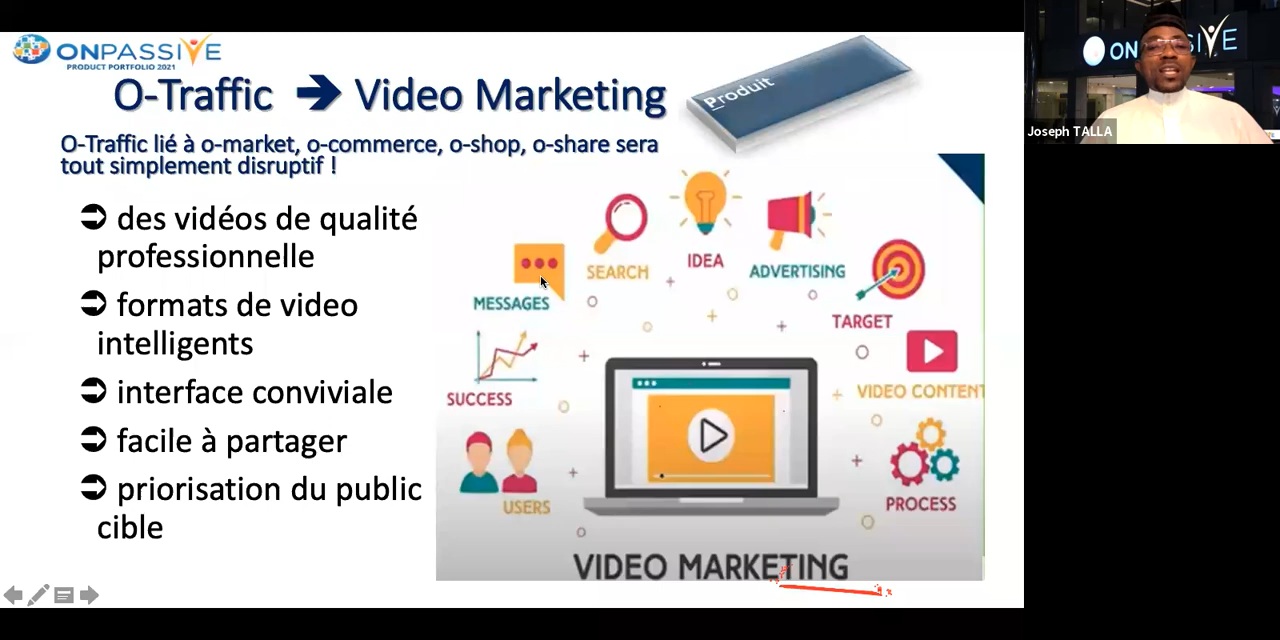 ONPASSIVE
PRODUCT PORTFOLIO 2021
O-Traffic ➔ Video Marketing
Produit
O-Traffic lié à o-market, o-commerce, o-shop, o-share sera
tout simplement disruptif !
➲ des vidéos de qualité
professionnelle
➲ formats de video
intelligents
➲ interface conviviale
➲ facile à partager
➲ priorisation du public
cible
IDEA
SEARCH
ADVERTISING
MESSAGES
TARGET
SUCCESS
VIDEO CONTENT
USERS
PROCESS
VIDEO MARKETING
Joseph TALLA